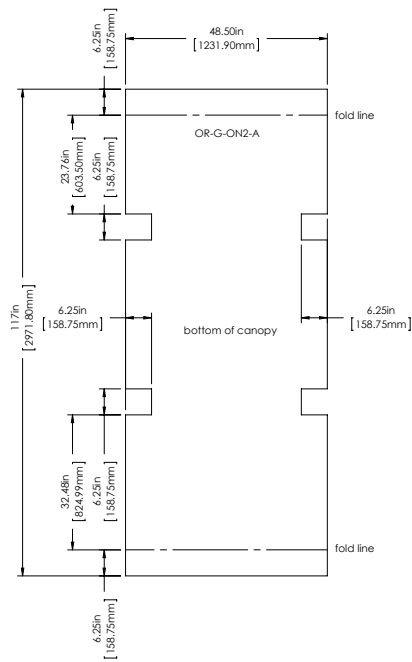 6.25in
[158.75mm]
48.50in
[1231.90mm]
fold line
OR-G-ON2-A
23.76in
[603.50mm]
6.25in
[158.75mm]
117in
[2971.80mm]
6.25in
[158.75mm]
6.25in
[158.75mm]
bottom of canopy
32.48in
[824.99mm]
6.25in
[158.75mm]
fold line
6.25in
[158.75mm]